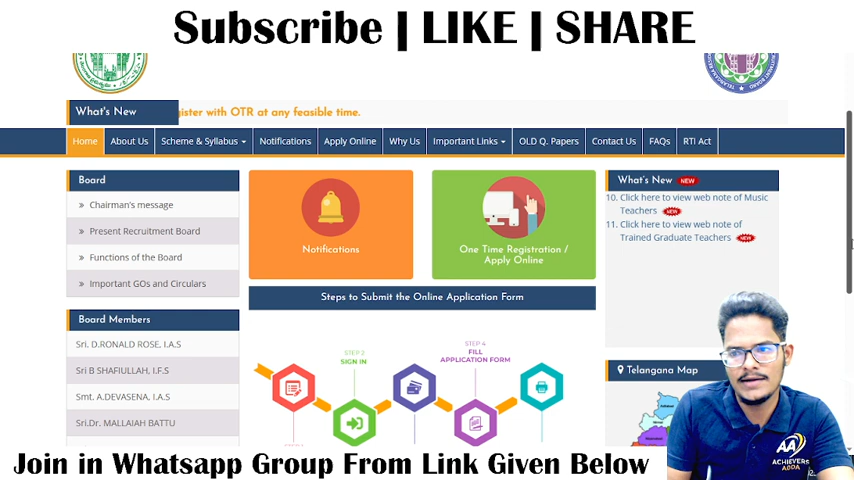 Subscribe | LIKE | SHARE
What's New
gister with OTR at any feasible time.
Home
About Us
Scheme & Syllabus
Notifications
Apply Online
Why Us
Important Links
OLD Q. Papers
Contact Us
FAQs
RTI Act
Board
» Chairman's message
» Present Recruitment Board
» Functions of the Board
» Important GOs and Circulars
Board Members
Sri. D.RONALD ROSE, I.A.S
Sri B SHAFIULLAH, I.F.S
Smt. A.DEVASENA, I.A.S
Sri.Dr. MALLAIAH BATTU
Notifications
One Time Registration /
Apply Online
Steps to Submit the Online Application Form
STEP 2
SIGN IN
STEP 4
FILL
APPLICATION FORM
What's New NEW
10. Click here to view web note of Music
Teachers NEW
11. Click here to view web note of
Trained Graduate Teachers NEW
Telangana Map
AA
ACHIEVERS
ADDA
Join in Whatsapp Group From Link Given Below